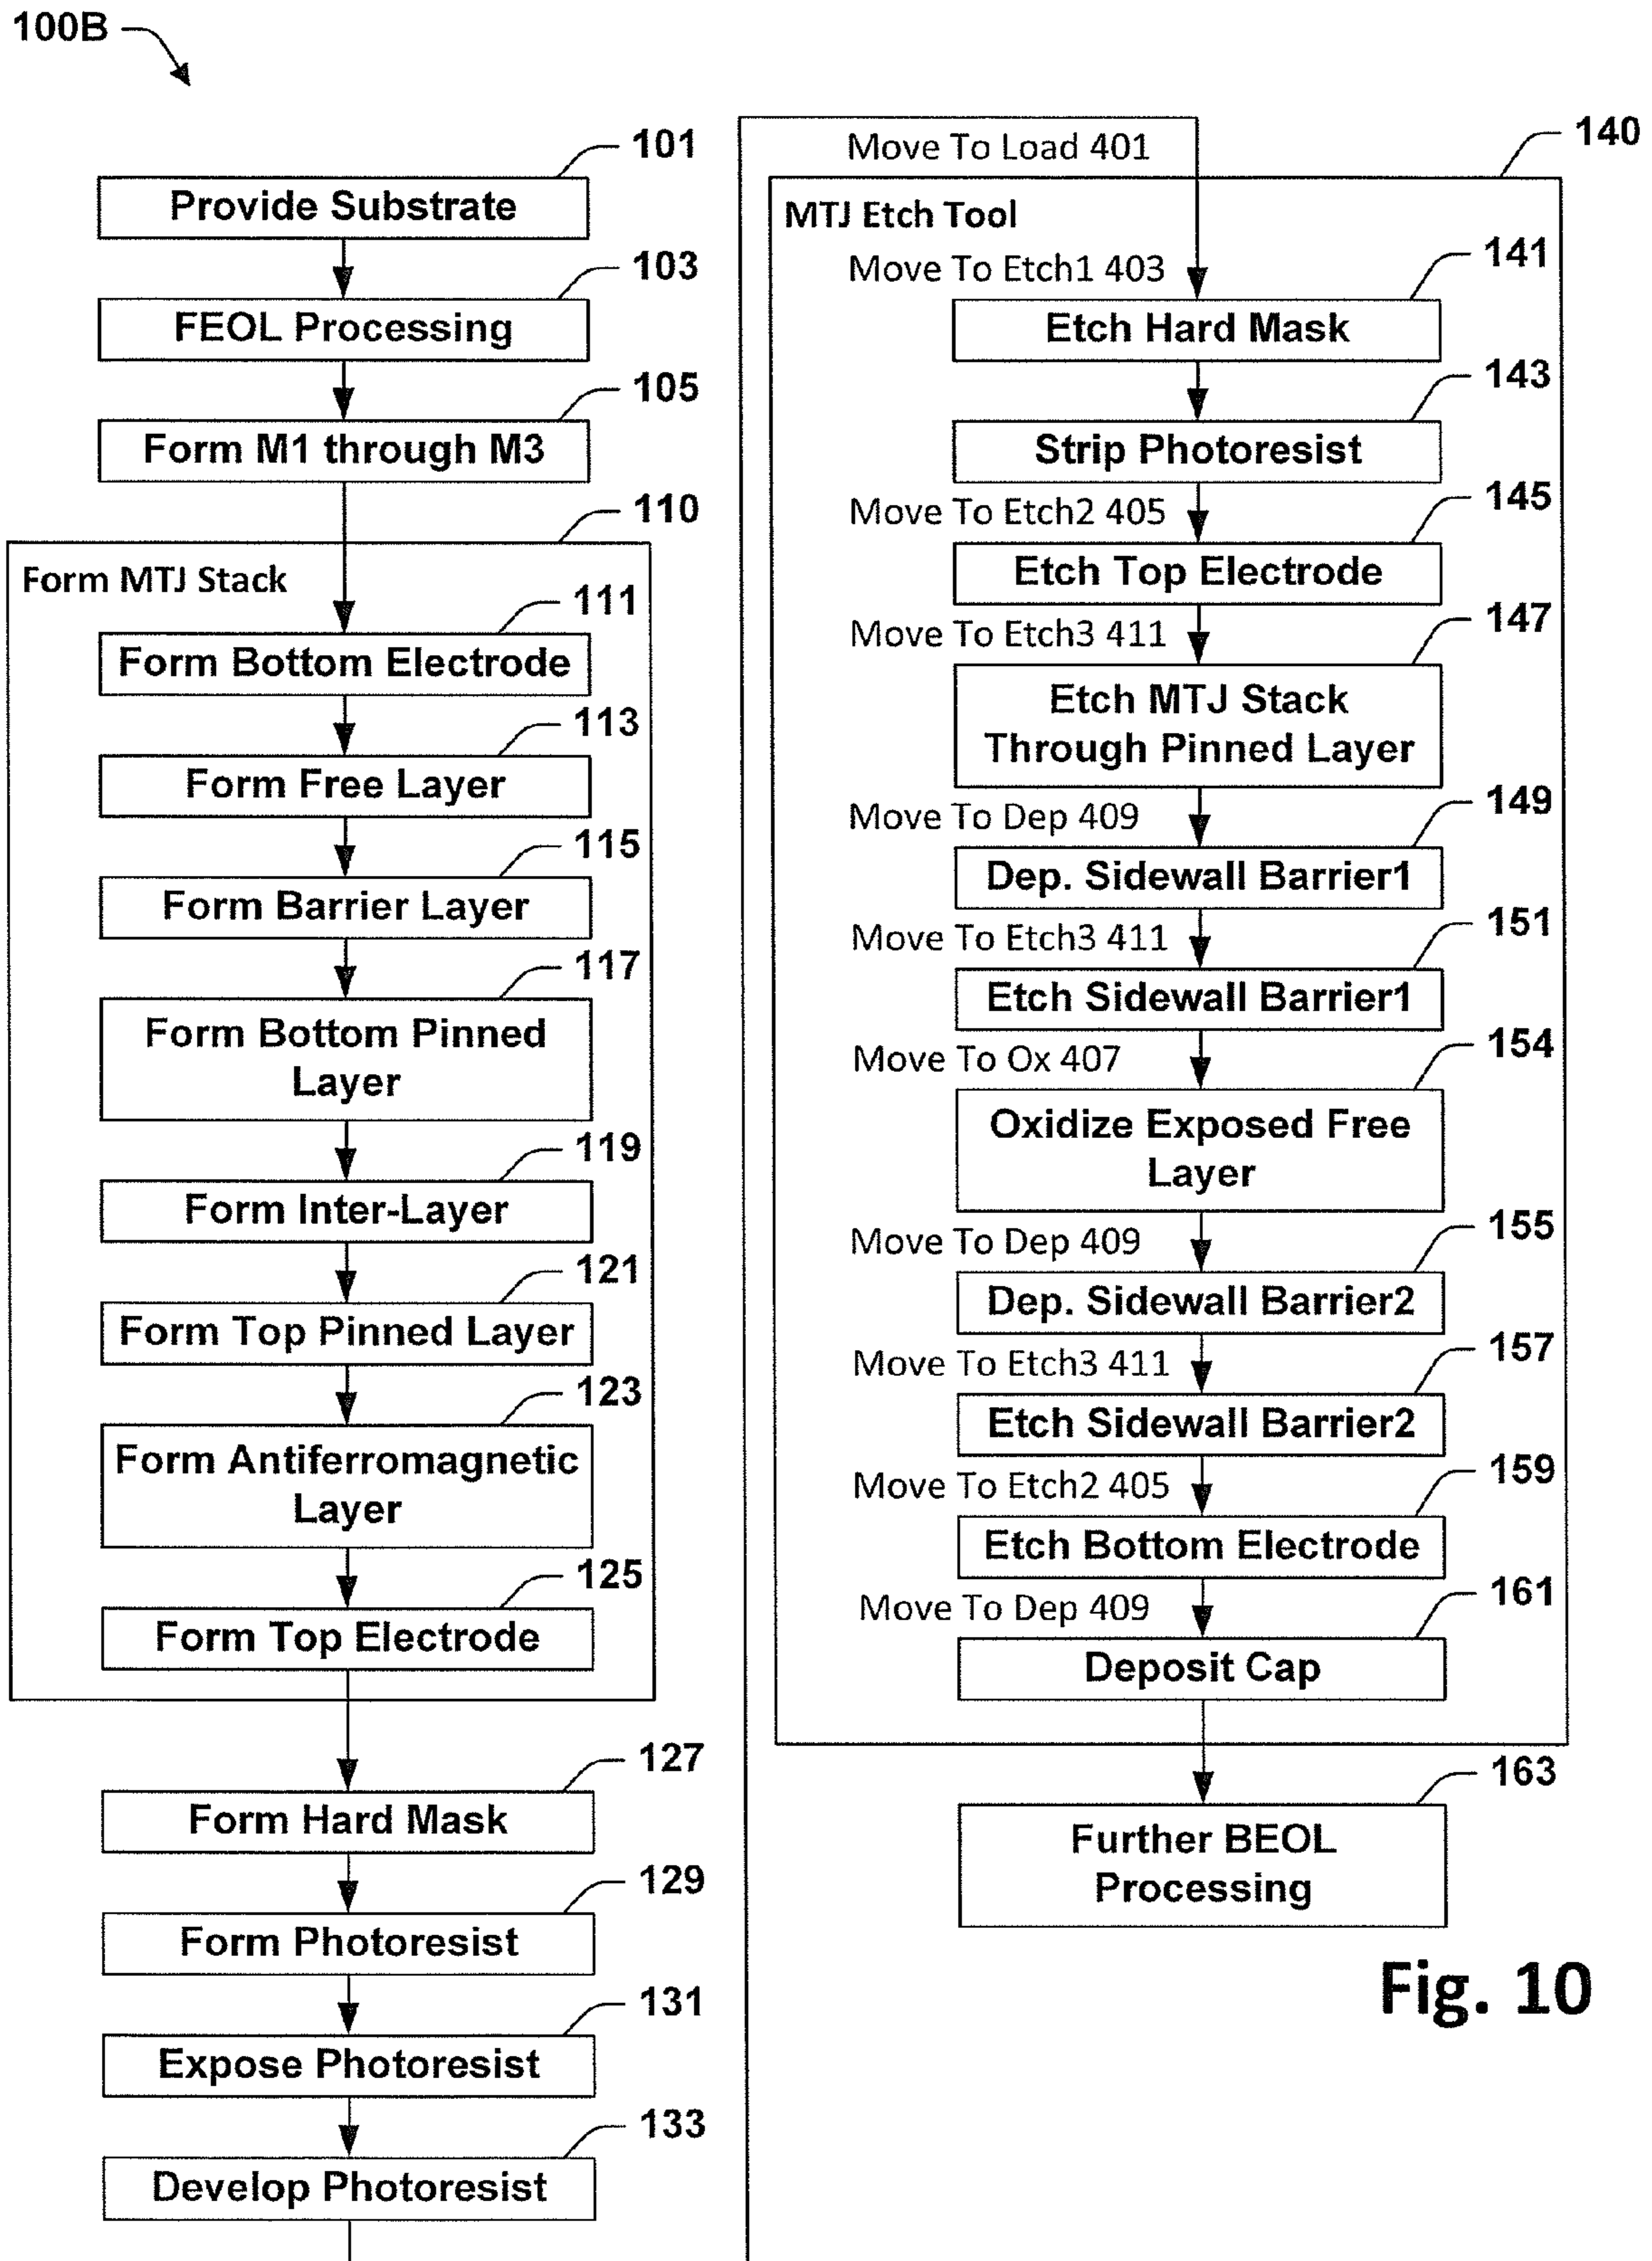 100B
101
Provide Substrate
103
FEOL Processing
105
Form M1 through M3
110
Form MTJ Stack
111
Form Bottom Electrode
113
Form Free Layer
115
Form Barrier Layer
117
Form Bottom Pinned
Layer
119
Form Inter-Layer
121
Form Top Pinned Layer
123
Form Antiferromagnetic
Layer
125
Form Top Electrode
127
Form Hard Mask
129
Form Photoresist
131
Expose Photoresist
133
Develop Photoresist
Move To Load 401
140
MTJ Etch Tool
Move To Etch1 403
141
Etch Hard Mask
143
Strip Photoresist
Move To Etch2 405
145
Etch Top Electrode
Move To Etch3 411
147
Etch MTJ Stack
Through Pinned Layer
Move To Dep 409
149
Dep. Sidewall Barrier1
Move To Etch3 411
151
Etch Sidewall Barrier1
Move To Ox 407
154
Oxidize Exposed Free
Layer
Move To Dep 409
155
Dep. Sidewall Barrier2
Move To Etch3 411
157
Etch Sidewall Barrier2
Move To Etch2 405
159
Etch Bottom Electrode
Move To Dep 409
161
Deposit Cap
163
Further BEOL
Processing
Fig. 10